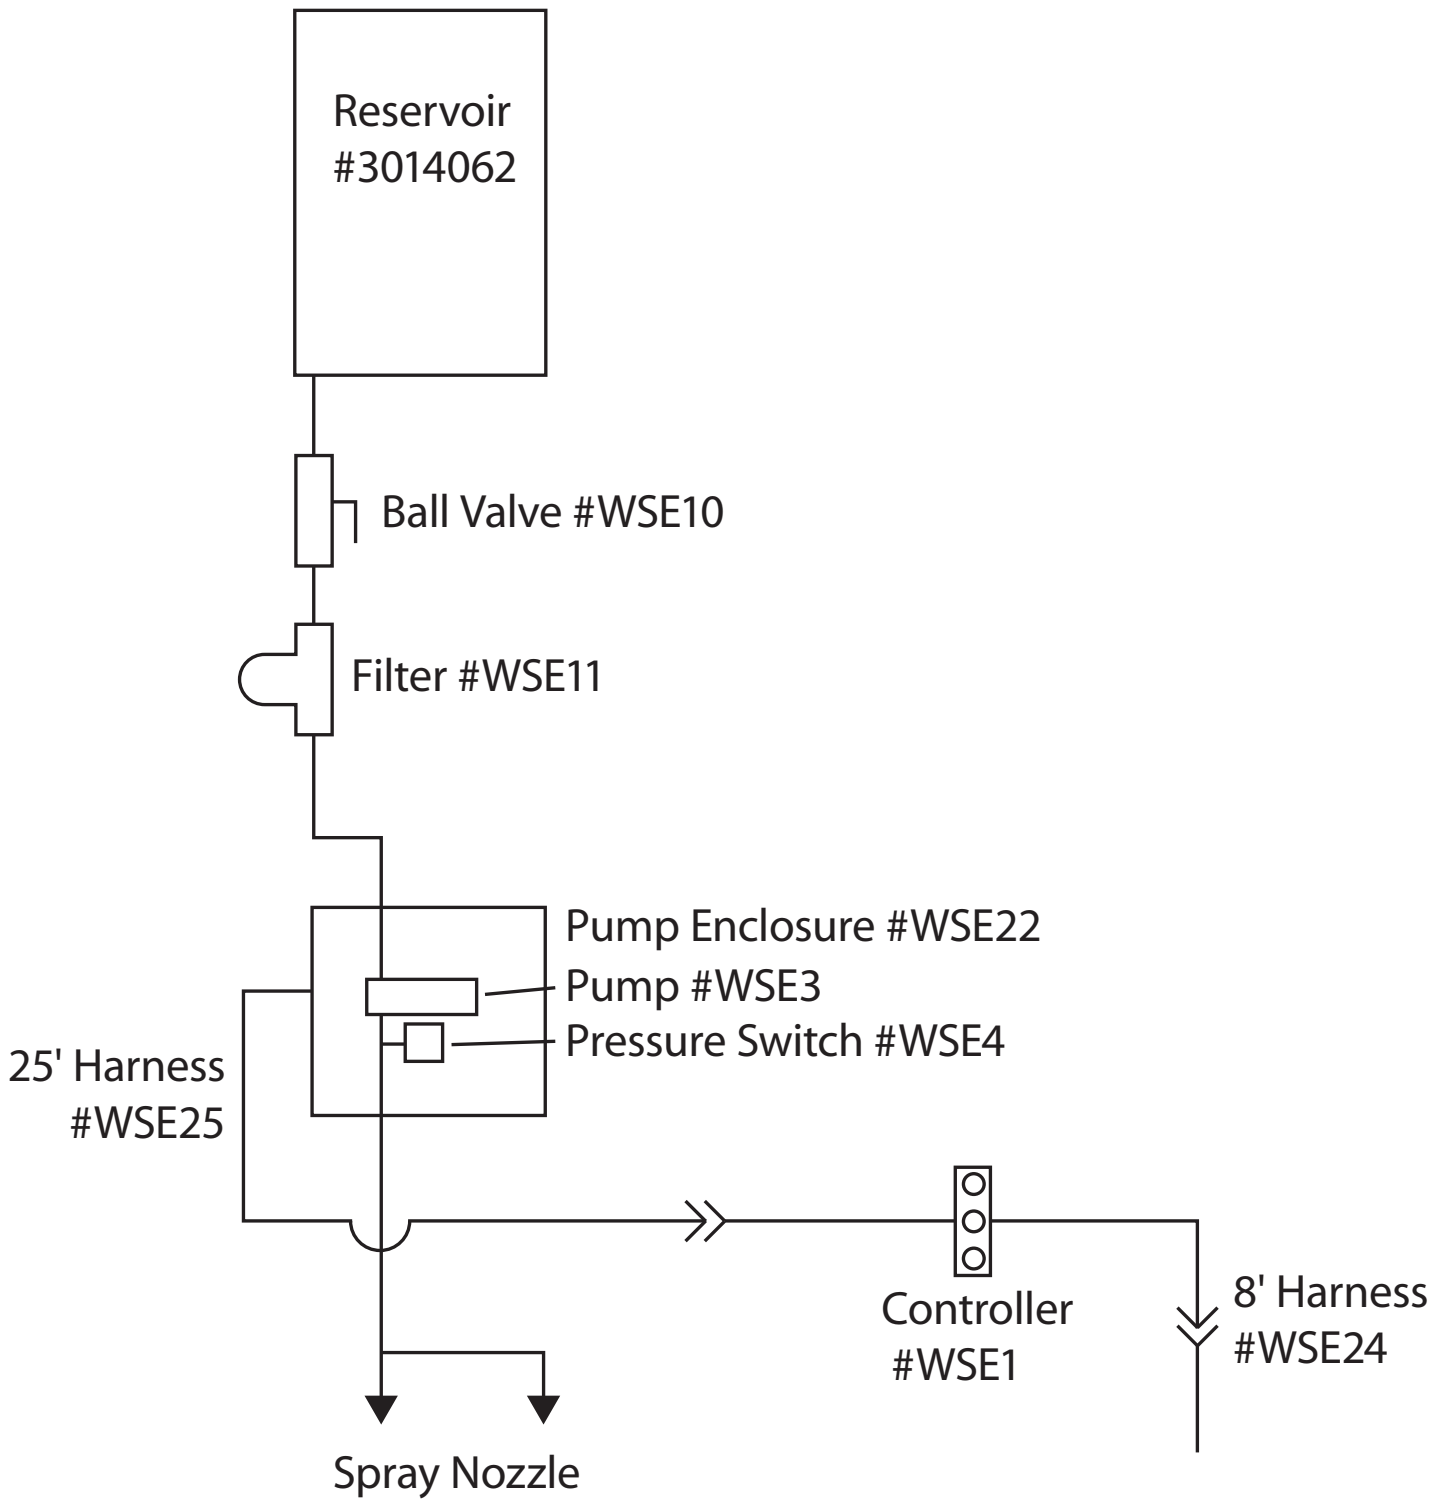 Reservoir
#3014062
Ball Valve #WSE10
Filter #WSE11
Pump Enclosure #WSE22
Pump #WSE3
Pressure Switch #WSE4
25' Harness
#WSE25
Controller
#WSE1
8' Harness
#WSE24
Spray Nozzle